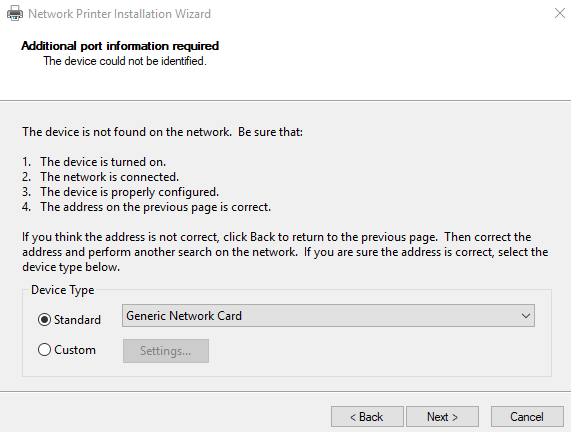 Network Printer Installation Wizard
Additional port information required
The device could not be identified.
The device is not found on the network.  Be sure that:
1.  The device is turned on.
2.  The network is connected.
3.  The device is properly configured.
4.  The address on the previous page is correct.
If you think the address is not correct, click Back to return to the previous page.  Then correct the
address and perform another search on the network.  If you are sure the address is correct, select the
device type below.
Device Type
Standard
Generic Network Card
Custom
Settings...
< Back
Next >
Cancel